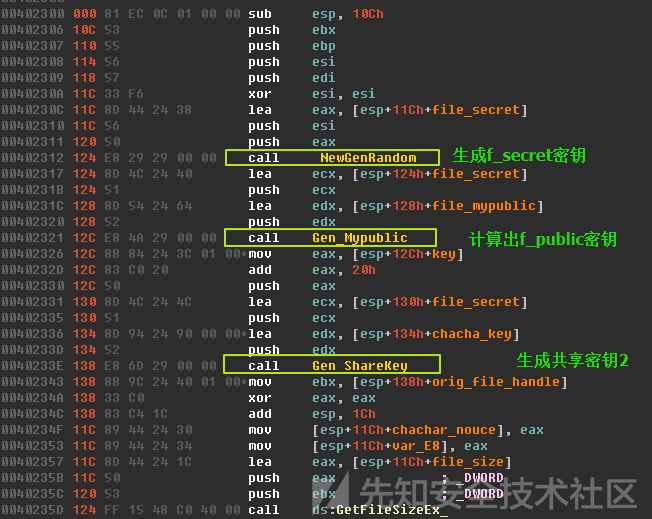 00402300 000 81 EC 0C 01 00 00 sub esp, 10Ch
00402306 10C 53 push ebx
00402307 110 55 push ebp
00402308 114 56 push esi
00402309 118 57 push edi
0040230A 11C 33 F6 xor esi, esi
0040230C 11C 8D 44 24 38 lea eax, [esp+11Ch+file_secret]
00402310 11C 56 push esi
00402311 120 50 push eax
00402312 124 E8 29 29 00 00 call NewGenRandom 生成f_secret密钥
00402317 124 8D 4C 24 40 lea ecx, [esp+124h+file_secret]
0040231B 124 51 push ecx
0040231C 128 8D 54 24 64 lea edx, [esp+128h+file_mypublic]
00402320 128 52 push edx
00402321 12C E8 4A 29 00 00 call Gen_Mypublic 计算出f_public密钥
00402326 12C 8B 84 24 3C 01 00+mov eax, [esp+12Ch+key]
0040232D 12C 83 C0 20 add eax, 20h
00402330 12C 50 push eax
00402331 130 8D 4C 24 4C lea ecx, [esp+130h+file_secret]
00402335 130 51 push ecx
00402336 134 8D 94 24 90 00 00+lea edx, [esp+134h+chacha_key]
0040233D 134 52 push edx
0040233E 138 E8 6D 29 00 00 call Gen_ShareKey 生成共享密钥2
00402343 138 8B 9C 24 40 01 00+mov ebx, [esp+138h+orig_file_handle]
0040234A 138 33 C0 xor eax, eax
0040234C 138 83 C4 1C add esp, 1Ch
0040234F 11C 89 44 24 30 mov [esp+11Ch+chachar_nouce], eax
00402353 11C 89 44 24 34 mov [esp+11Ch+var_E8], eax
00402357 11C 8D 44 24 1C lea eax, [esp+11Ch+file_size]
0040235B 11C 50 push eax ; _DWORD
0040235C 120 53 push ebx ; _DWORD
0040235D 124 FF 15 48 C0 40 00 call ds:GetFileSizeEx_
先知安全技术社区